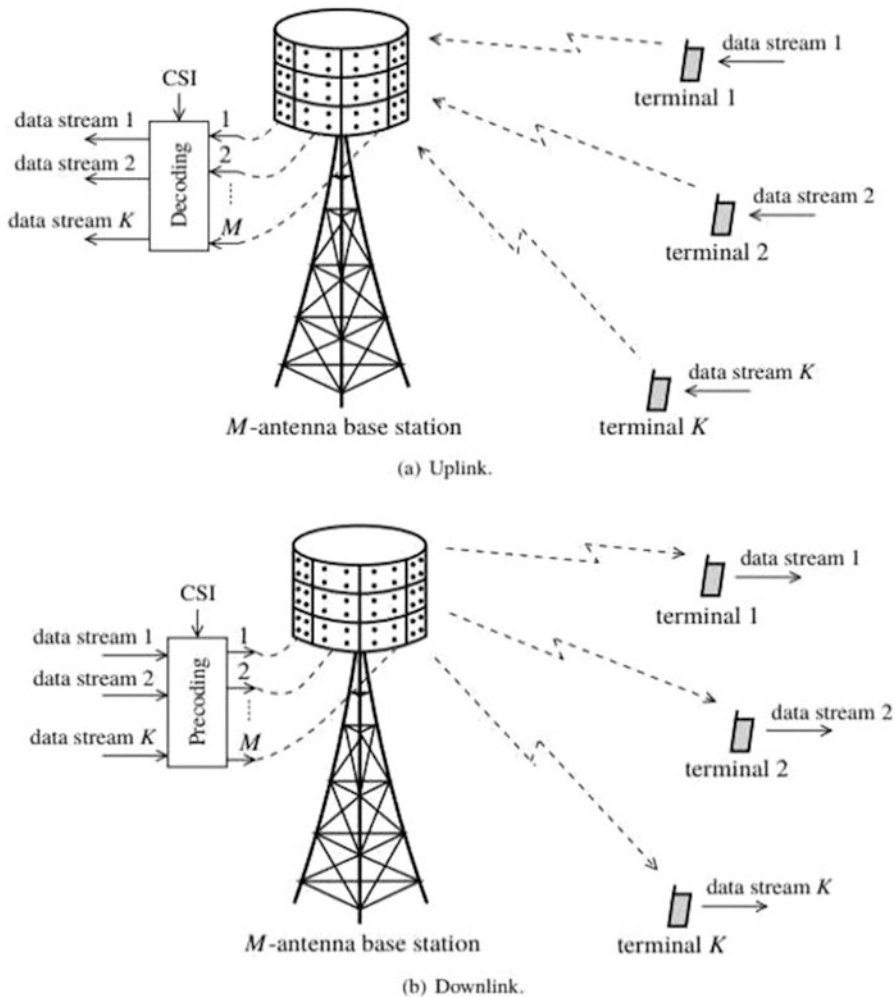 data stream 1
terminal 1
CSI
data stream 1
data stream 2
data stream K
Decoding
1
2
M
data stream 2
terminal 2
data stream K
terminal K
M-antenna base station
(a) Uplink.
data stream 1
terminal 1
CSI
data stream 1
data stream 2
data stream K
Precoding
1
2
M
data stream 2
terminal 2
data stream K
terminal K
M-antenna base station
(b) Downlink.